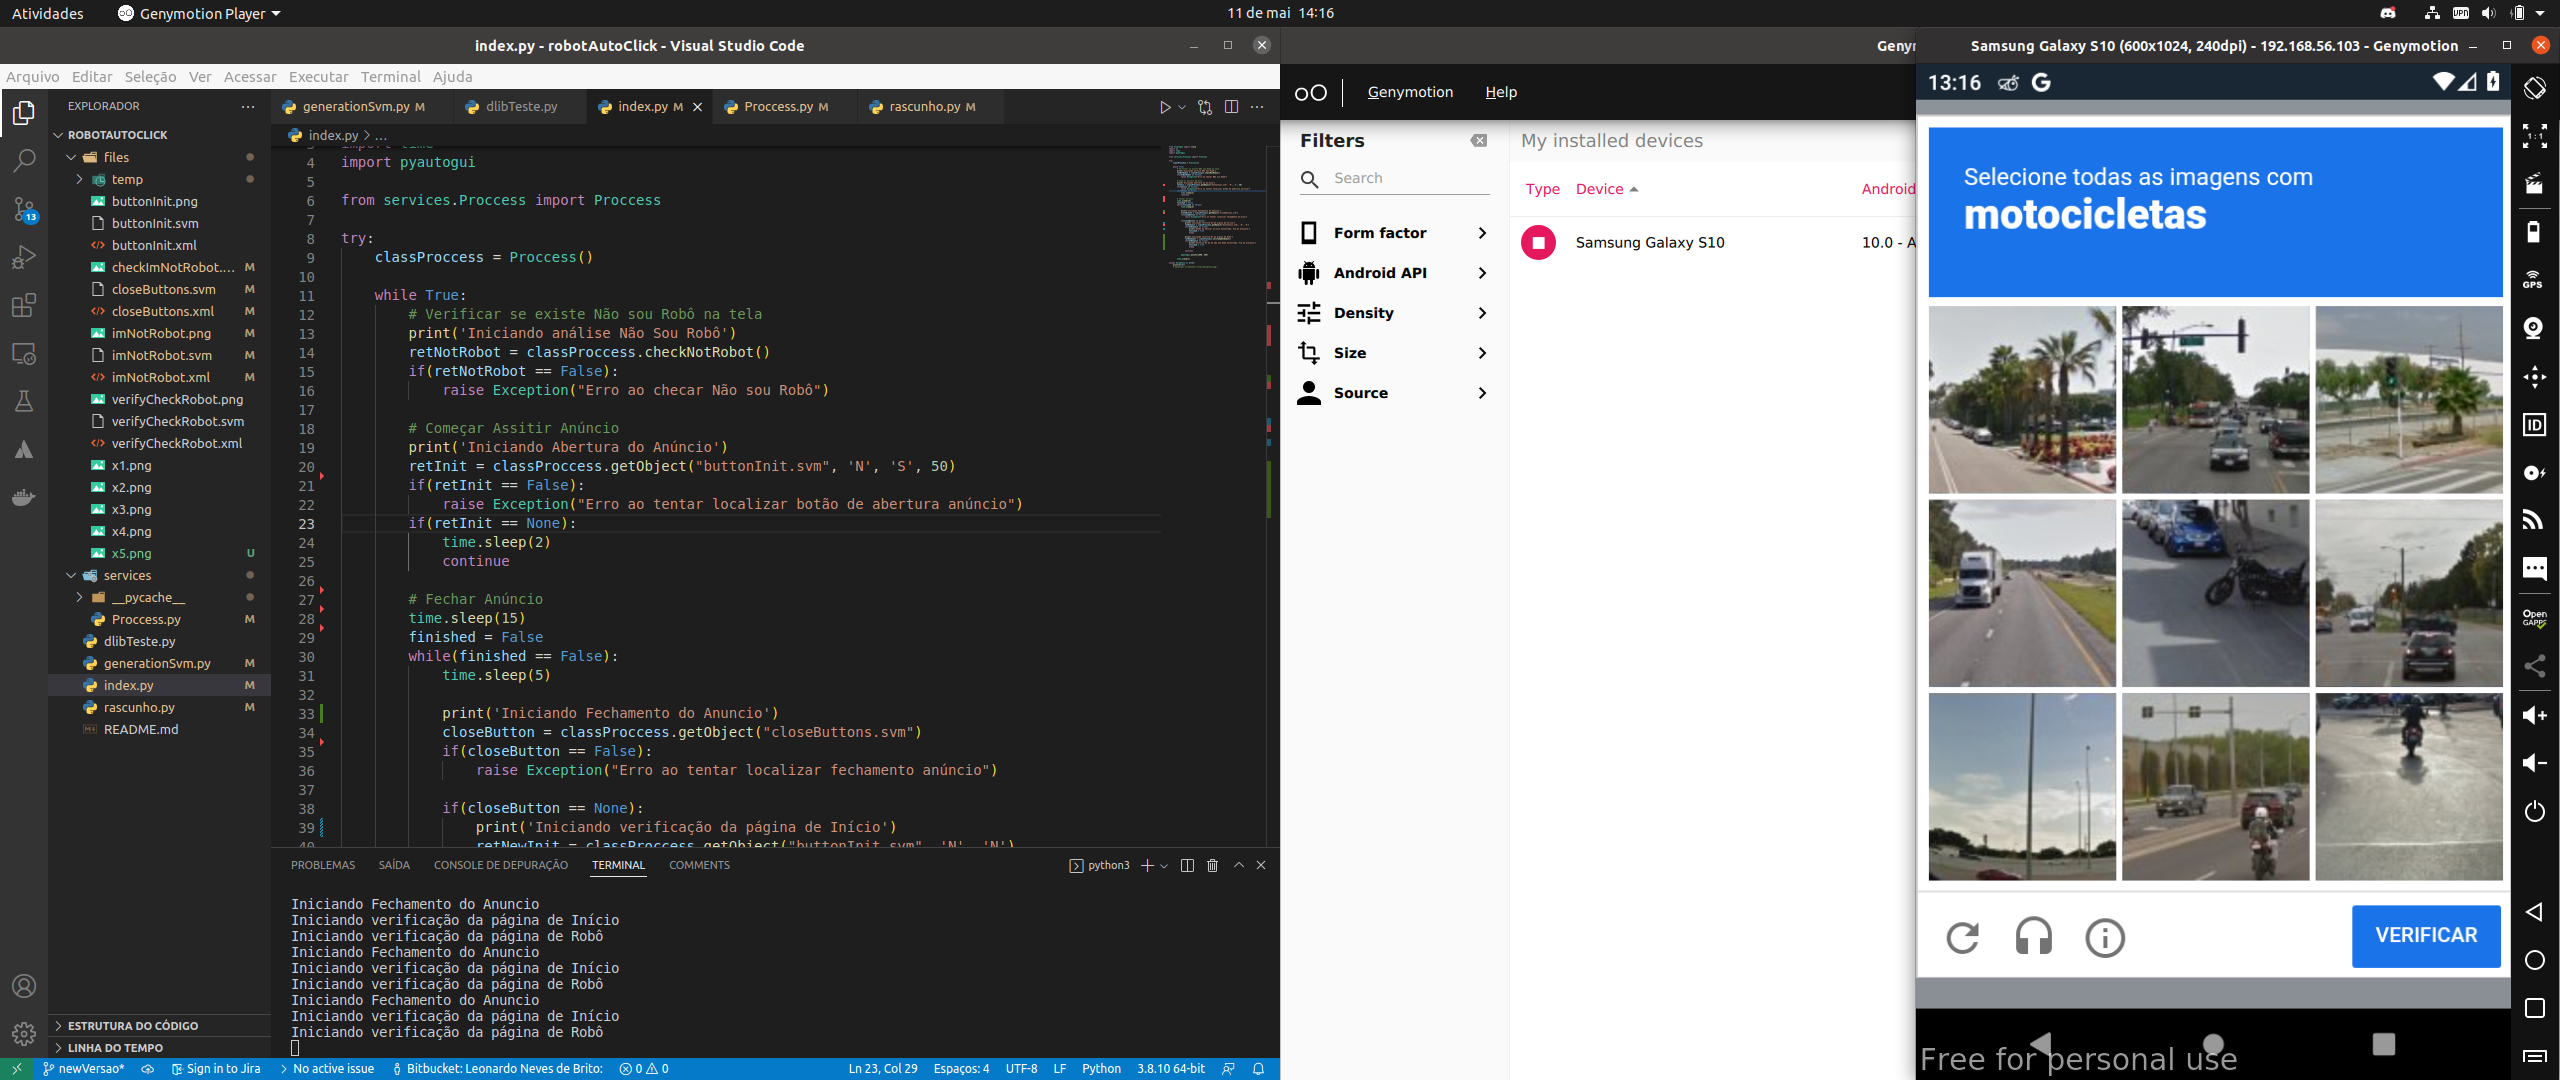 Atividades
Genymotion Player
11 de mai 14:16
VPN
index.py - robotAutoClick - Visual Studio Code
Arquivo Editar Seleção Ver Acessar Executar Terminal Ajuda
EXPLORADOR
ROBOTAUTOCLICK
files
temp
buttonInit.png
buttonInit.svm
buttonInit.xml
checkImNotRobot.... M
closeButtons.svm M
closeButtons.xml M
imNotRobot.png M
imNotRobot.svm M
imNotRobot.xml M
verifyCheckRobot.png
verifyCheckRobot.svm
verifyCheckRobot.xml
x1.png
x2.png
x3.png
x4.png
x5.png U
services
__pycache__
Proccess.py M
dlibTeste.py
generationSvm.py M
index.py M
rascunho.py M
README.md
ESTRUTURA DO CÓDIGO
LINHA DO TEMPO
13
generationSvm.py M
dlibTeste.py
index.py M
Proccess.py M
rascunho.py M
index.py > ...
3 import time
4 import pyautogui
5
6 from services.Proccess import Proccess
7
8 try:
9 classProccess = Proccess()
10
11 while True:
12 # Verificar se existe Não sou Robô na tela
13 print('Iniciando análise Não Sou Robô')
14 retNotRobot = classProccess.checkNotRobot()
15 if(retNotRobot == False):
16 raise Exception("Erro ao checar Não sou Robô")
17
18 # Começar Assitir Anúncio
19 print('Iniciando Abertura do Anúncio')
20 retInit = classProccess.getObject("buttonInit.svm", 'N', 'S', 50)
21 if(retInit == False):
22 raise Exception("Erro ao tentar localizar botão de abertura anúncio")
23 if(retInit == None):
24 time.sleep(2)
25 continue
26
27 # Fechar Anúncio
28 time.sleep(15)
29 finished = False
30 while(finished == False):
31 time.sleep(5)
32
33 print('Iniciando Fechamento do Anuncio')
34 closeButton = classProccess.getObject("closeButtons.svm")
35 if(closeButton == False):
36 raise Exception("Erro ao tentar localizar fechamento anúncio")
37
38 if(closeButton == None):
39 print('Iniciando verificação da página de Início')
40 retNewInit = classProccess.getObject("buttonInit.svm", 'N', 'N')
PROBLEMAS SAÍDA CONSOLE DE DEPURAÇÃO TERMINAL COMMENTS
python3
Iniciando Fechamento do Anuncio
Iniciando verificação da página de Início
Iniciando verificação da página de Robô
Iniciando Fechamento do Anuncio
Iniciando verificação da página de Início
Iniciando verificação da página de Robô
Iniciando Fechamento do Anuncio
Iniciando verificação da página de Início
Iniciando verificação da página de Robô
newVersao*
Sign in to Jira
No active issue
Bitbucket: Leonardo Neves de Brito:
0 0
Ln 23, Col 29
Espaços: 4
UTF-8
LF
Python
3.8.10 64-bit
Geny
Genymotion
Help
Filters
Search
Form factor
Android API
Density
Size
Source
My installed devices
Type Device Android
Samsung Galaxy S10 10.0 - A
Samsung Galaxy S10 (600x1024, 240dpi) - 192.168.56.103 - Genymotion
13:16
G
Selecione todas as imagens com
motocicletas
VERIFICAR
Free for personal use
1:1
GPS
ID
Open
GAPPS